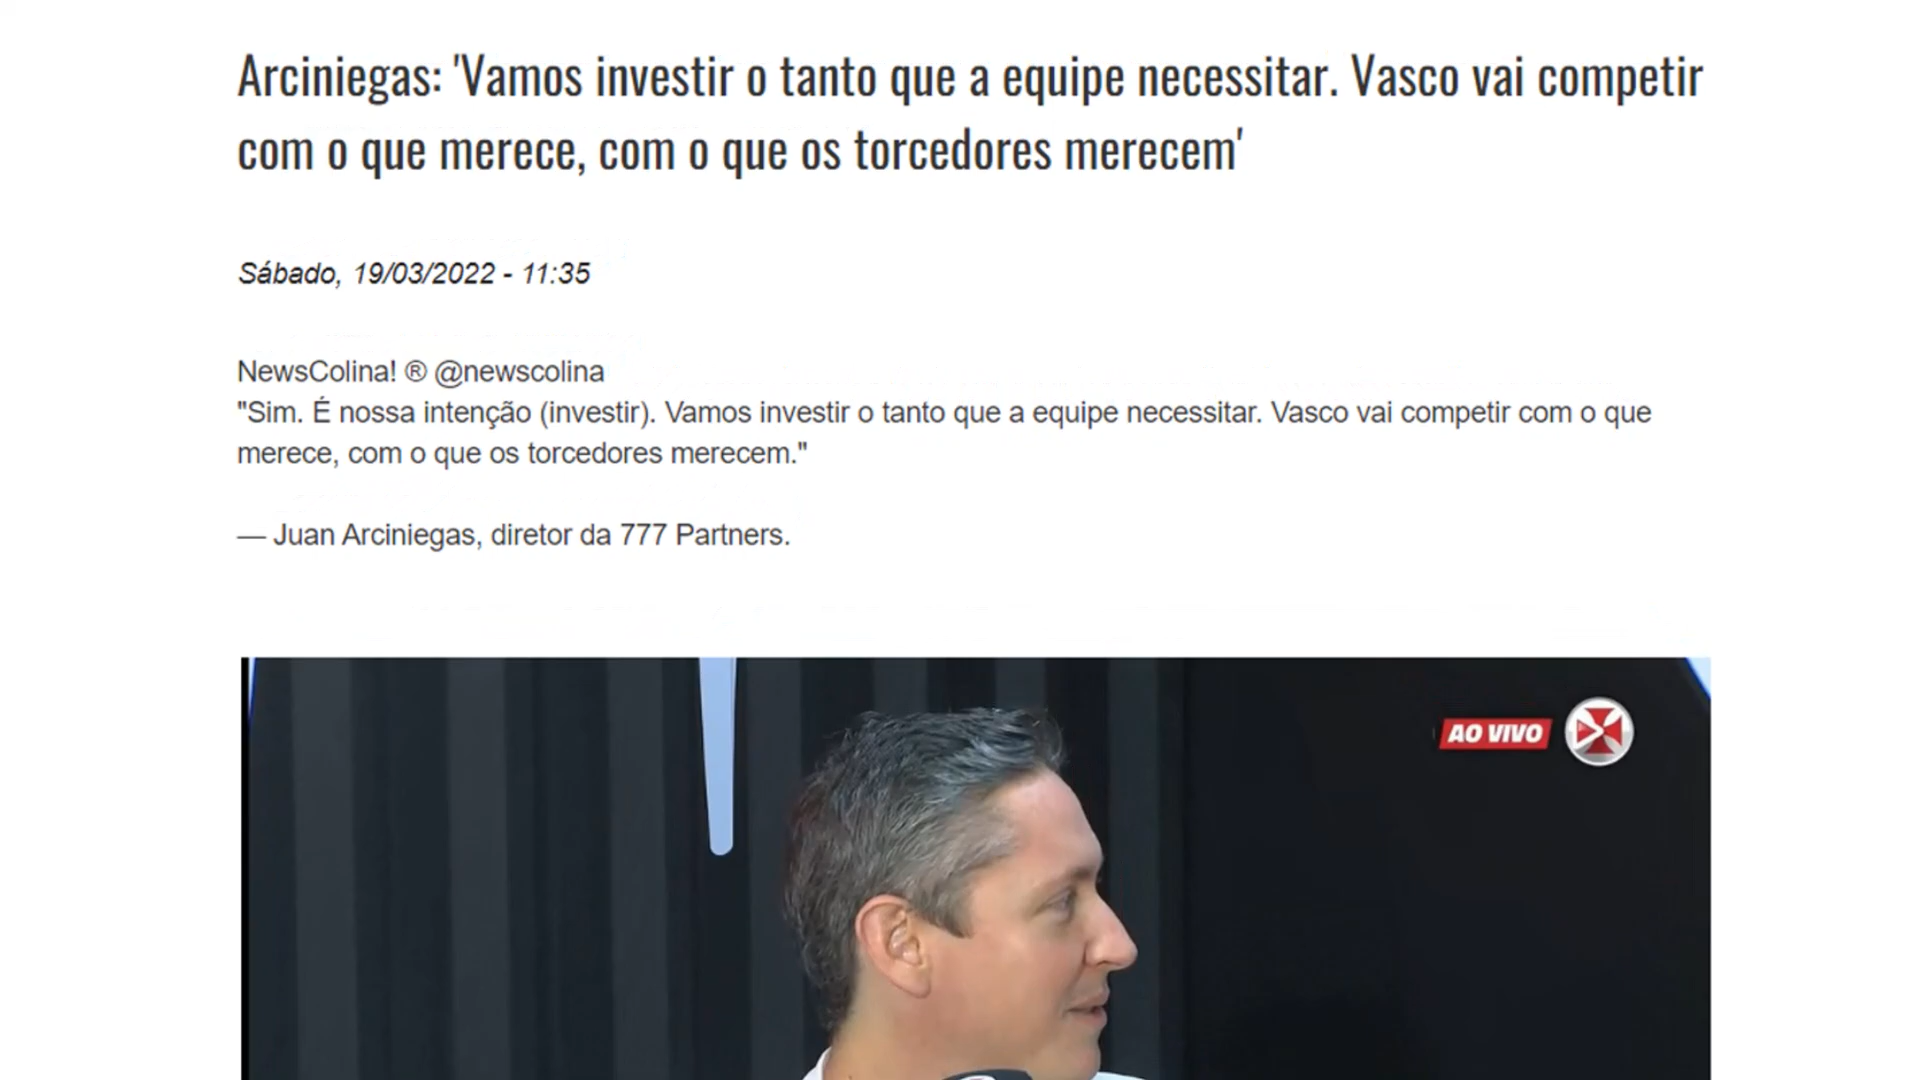 Arciniegas: 'Vamos investir o tanto que a equipe necessitar. Vasco vai competir
com o que merece, com o que os torcedores merecem'
Sábado, 19/03/2022 - 11:35
NewsColina! ® @newscolina
"Sim. É nossa intenção (investir). Vamos investir o tanto que a equipe necessitar. Vasco vai competir com o que
merece, com o que os torcedores merecem."
— Juan Arciniegas, diretor da 777 Partners.
AO VIVO